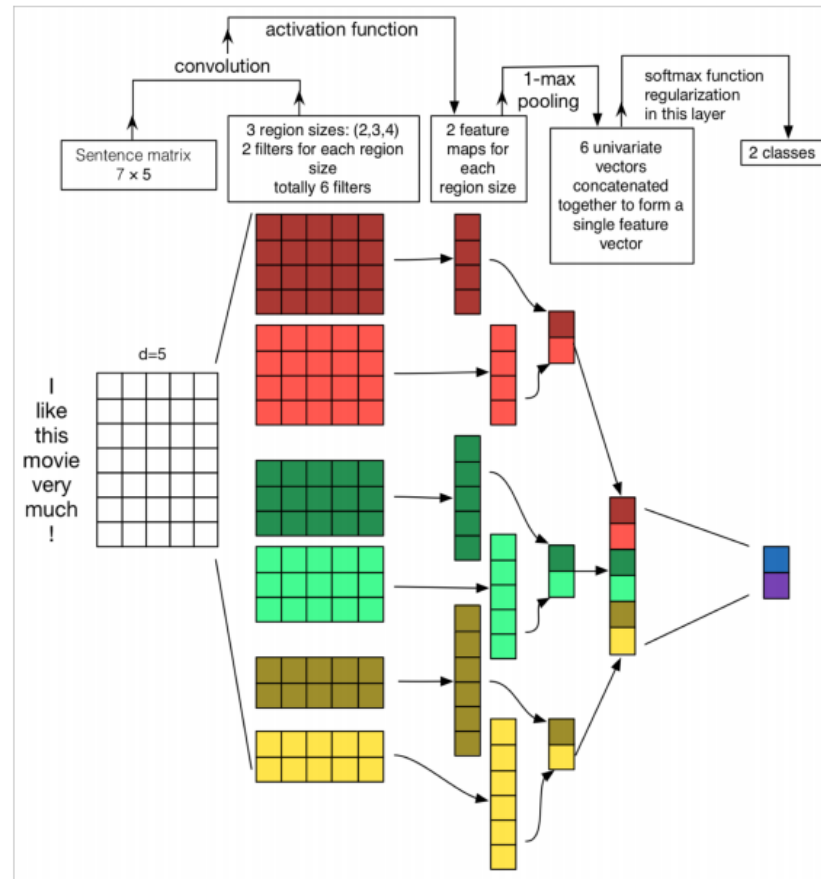 activation function
convolution
1-max
pooling
softmax function
regularization
in this layer
Sentence matrix
7 × 5
3 region sizes: (2,3,4)
2 filters for each region
size
totally 6 filters
2 feature
maps for
each
region size
6 univariate
vectors
concatenated
together to form a
single feature
vector
2 classes
d=5
I
like
this
movie
very
much
!